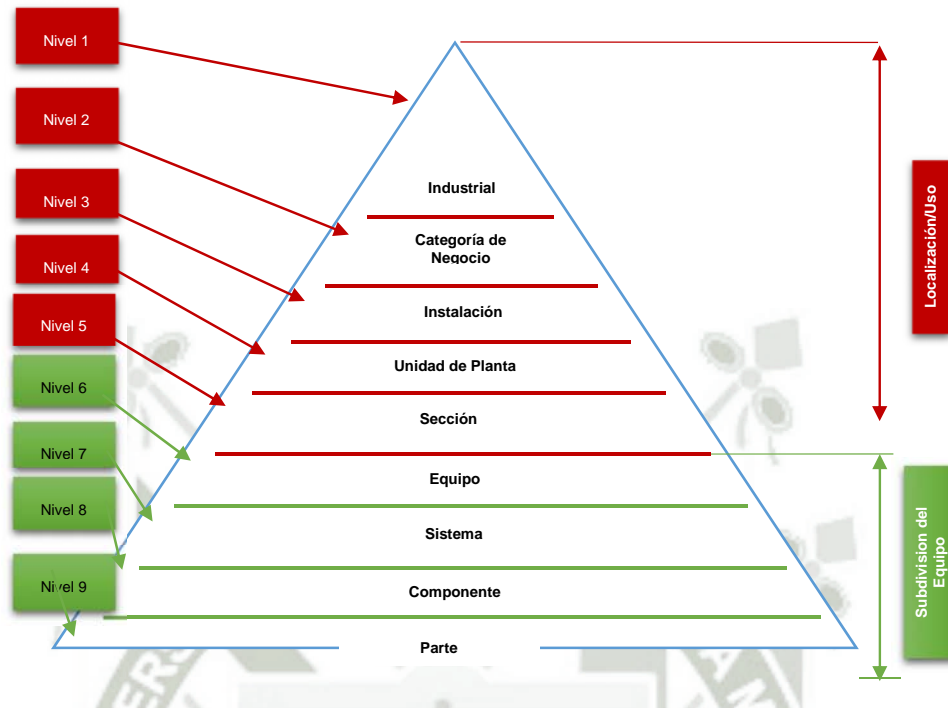 Nivel 1
Nivel 2
Nivel 3
Nivel 4
Nivel 5
Nivel 6
Nivel 7
Nivel 8
Nivel 9
Industrial
Categoría de
Negocio
Instalación
Unidad de Planta
Sección
Equipo
Sistema
Componente
Parte
Localización/Uso
Subdivision del
Equipo